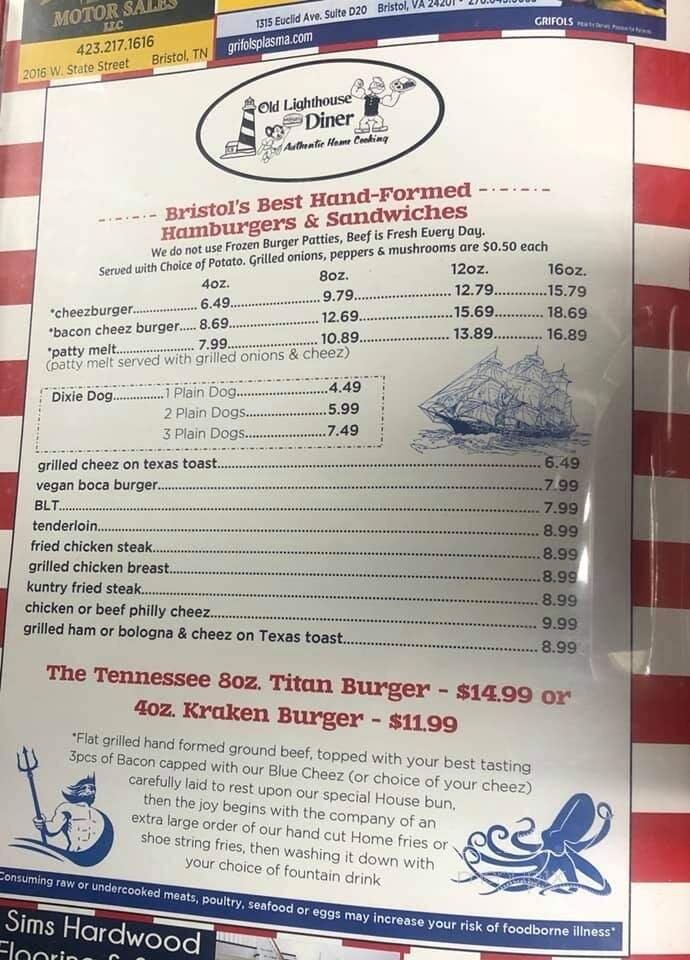 MOTOR SALES
LLC
423.217.1616
2016 W. State Street Bristol, TN
1315 Euclid Ave. Suite D20 Bristol, VA 24201
grifolsplasma.com
GRIFOLS
Old Lighthouse
Diner
Authentic Home Cooking
Bristol's Best Hand-Formed
Hamburgers & Sandwiches
We do not use Frozen Burger Patties, Beef is Fresh Every Day.
Served with Choice of Potato. Grilled onions, peppers & mushrooms are $0.50 each
4oz. 8oz. 12oz. 16oz.
*cheezburger 6.49 9.79 12.79 15.79
*bacon cheez burger 8.69 12.69 15.69 18.69
*patty melt 7.99 10.89 13.89 16.89
(patty melt served with grilled onions & cheez)
Dixie Dog 1 Plain Dog 4.49
2 Plain Dogs 5.99
3 Plain Dogs 7.49
grilled cheez on texas toast 6.49
vegan boca burger 7.99
BLT 7.99
tenderloin 8.99
fried chicken steak 8.99
grilled chicken breast 8.99
kuntry fried steak 8.99
chicken or beef philly cheez 9.99
grilled ham or bologna & cheez on Texas toast 8.99
The Tennessee 8oz. Titan Burger - $14.99 or
4oz. Kraken Burger - $11.99
*Flat grilled hand formed ground beef, topped with your best tasting
3pcs of Bacon capped with our Blue Cheez (or choice of your cheez)
carefully laid to rest upon our special House bun,
then the joy begins with the company of an
extra large order of our hand cut Home fries or
shoe string fries, then washing it down with
your choice of fountain drink
Consuming raw or undercooked meats, poultry, seafood or eggs may increase your risk of foodborne illness*
Sims Hardwood
Flooring &